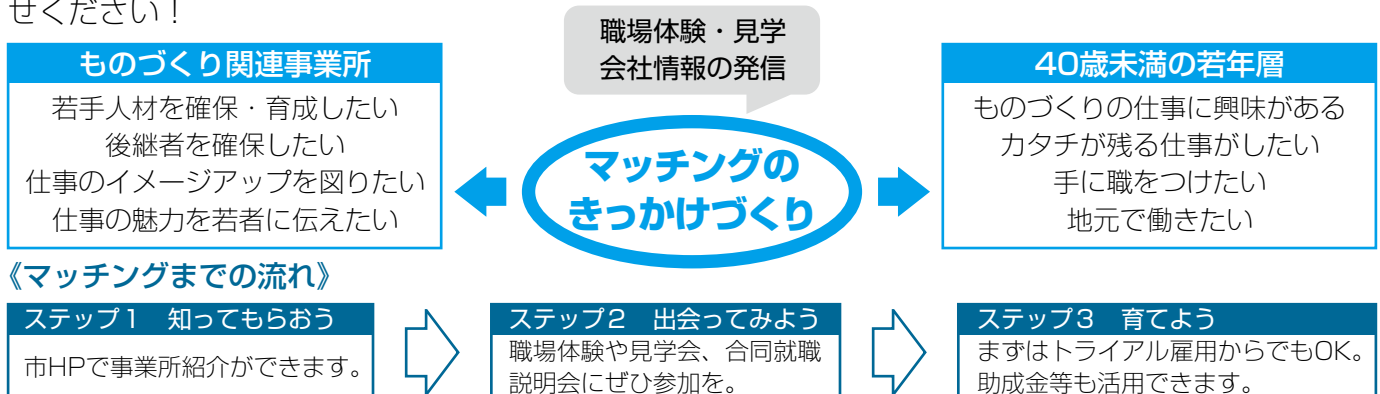 せください！
職場体験・見学
会社情報の発信
ものづくり関連事業所
若手人材を確保・育成したい
後継者を確保したい
仕事のイメージアップを図りたい
仕事の魅力を若者に伝えたい
マッチングの
きっかけづくり
40歳未満の若年層
ものづくりの仕事に興味がある
カタチが残る仕事がしたい
手に職をつけたい
地元で働きたい
《マッチングまでの流れ》
ステップ1　知ってもらおう
市HPで事業所紹介ができます。
ステップ2　出会ってみよう
職場体験や見学会、合同就職
説明会にぜひ参加を。
ステップ3　育てよう
まずはトライアル雇用からでもOK。
助成金等も活用できます。